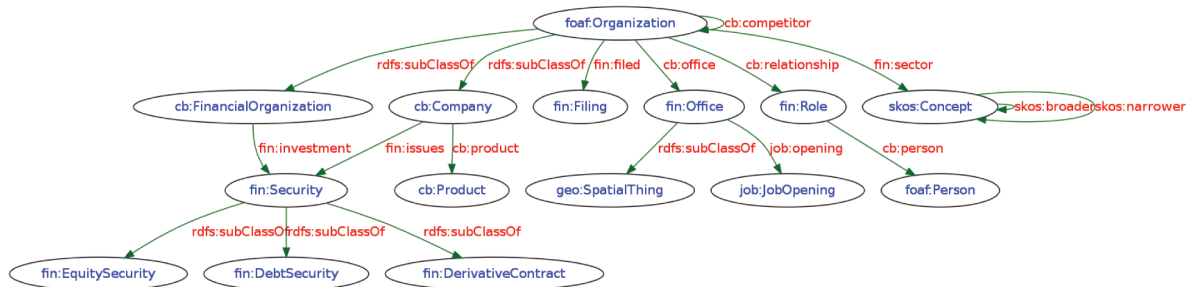 foaf:Organization
cb:competitor
rdfs:subClassOf
rdfs:subClassOf
fin:filed
cb:office
cb:relationship
fin:sector
cb:FinancialOrganization
cb:Company
fin:Filing
fin:Office
fin:Role
skos:Concept
skos:broader
skos:narrower
fin:investment
fin:issues
cb:product
rdfs:subClassOf
job:opening
cb:person
fin:Security
cb:Product
geo:SpatialThing
job:JobOpening
foaf:Person
rdfs:subClassOf
rdfs:subClassOf
rdfs:subClassOf
fin:EquitySecurity
fin:DebtSecurity
fin:DerivativeContract